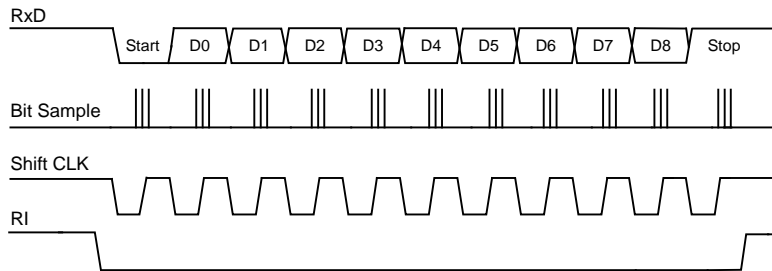 RxD
Start D0 D1 D2 D3 D4 D5 D6 D7 D8 Stop
Bit Sample
Shift CLK
RI